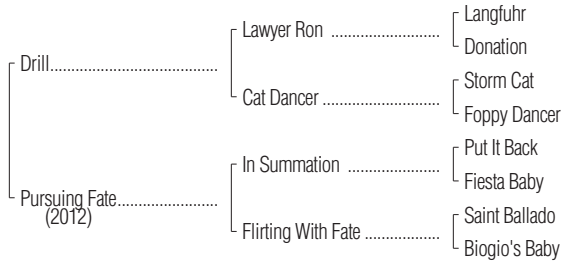 Langfuhr
Lawyer Ron ........................
Donation
Drill.....................................
Storm Cat
Cat Dancer ..........................
Foppy Dancer
Put It Back
In Summation ....................
Fiesta Baby
Pursuing Fate......................
(2012)
Saint Ballado
Flirting With Fate ................
Biogio's Baby